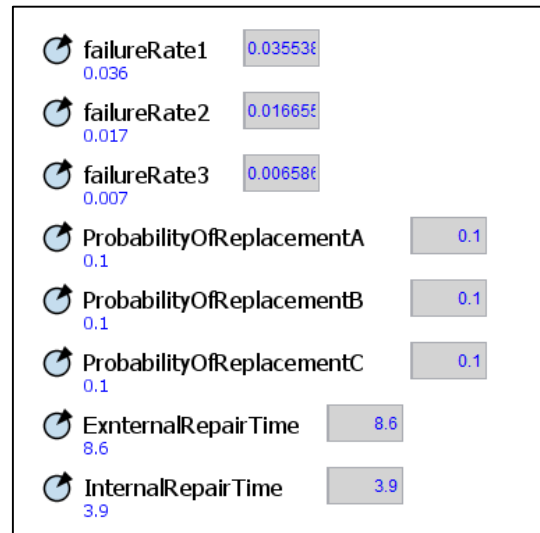 failureRate1 0.035538
0.036
failureRate2 0.016655
0.017
failureRate3 0.006586
0.007
ProbabilityOfReplacementA 0.1
0.1
ProbabilityOfReplacementB 0.1
0.1
ProbabilityOfReplacementC 0.1
0.1
ExnternalRepairTime 8.6
8.6
InternalRepairTime 3.9
3.9